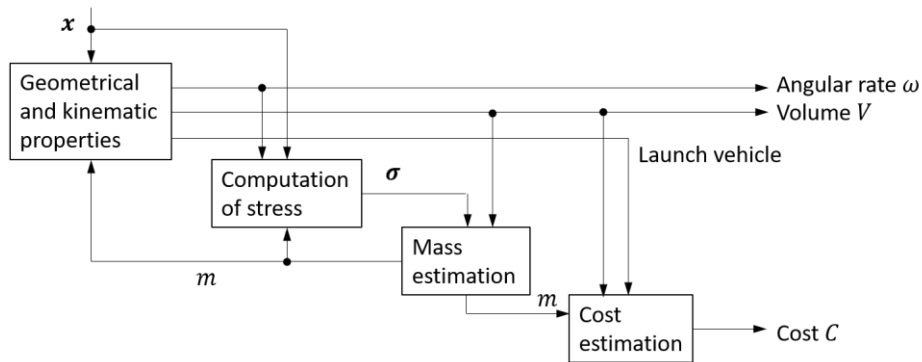 x
Geometrical
and kinematic
properties
Angular rate ω
Volume V
Launch vehicle
Computation
of stress
σ
Mass
estimation
m
m
Cost
estimation
Cost C